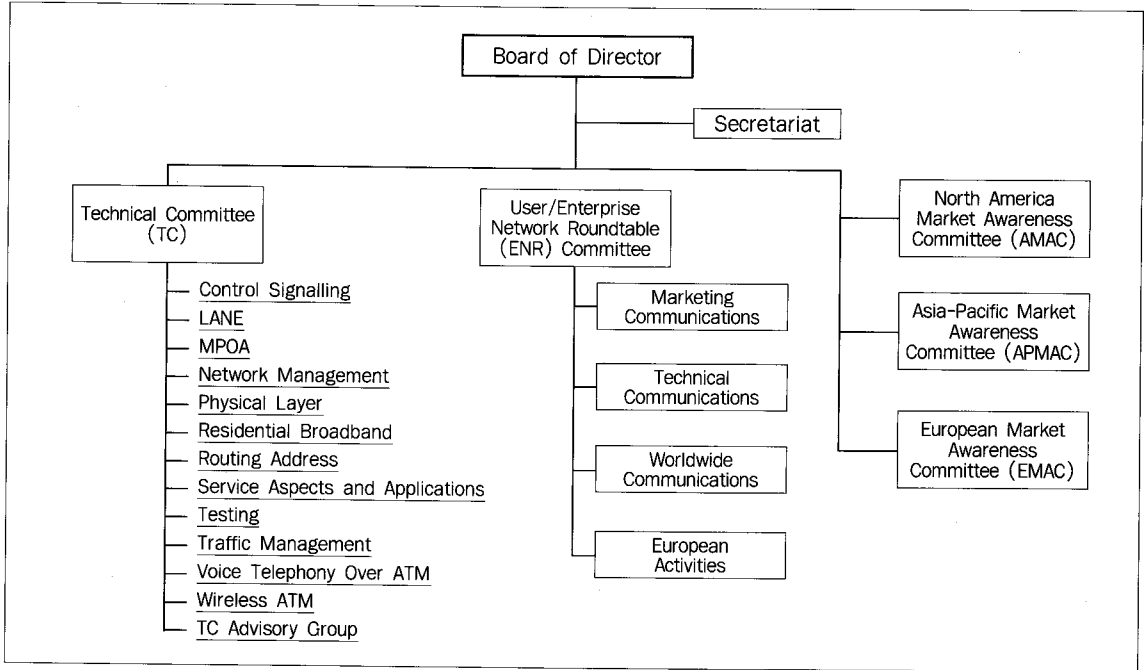 Board of Director
Secretariat
Technical Committee
(TC)
Control Signalling
LANE
MPOA
Network Management
Physical Layer
Residential Broadband
Routing Address
Service Aspects and Applications
Testing
Traffic Management
Voice Telephony Over ATM
Wireless ATM
TC Advisory Group
User/Enterprise
Network Roundtable
(ENR) Committee
Marketing
Communications
Technical
Communications
Worldwide
Communications
European
Activities
North America
Market Awareness
Committee (AMAC)
Asia-Pacific Market
Awareness
Committee (APMAC)
European Market
Awareness
Committee (EMAC)